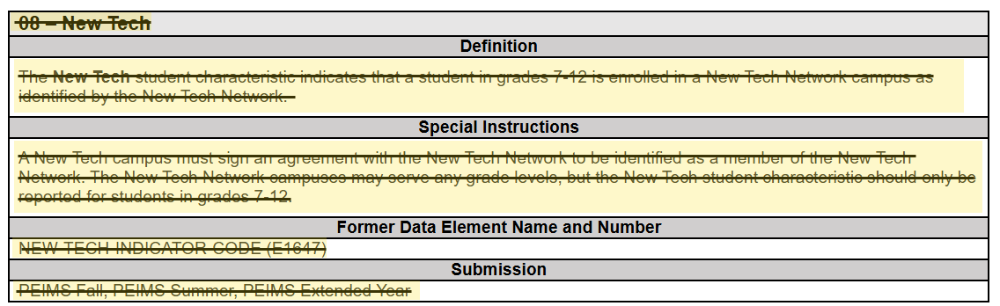 08 – New Tech
Definition
The New Tech student characteristic indicates that a student in grades 7-12 is enrolled in a New Tech Network campus as
identified by the New Tech Network.
Special Instructions
A New Tech campus must sign an agreement with the New Tech Network to be identified as a member of the New Tech
Network. The New Tech Network campuses may serve any grade levels, but the New Tech student characteristic should only be
reported for students in grades 7-12.
Former Data Element Name and Number
NEW-TECH-INDICATOR-CODE (E1647)
Submission
PEIMS Fall, PEIMS Summer, PEIMS Extended Year